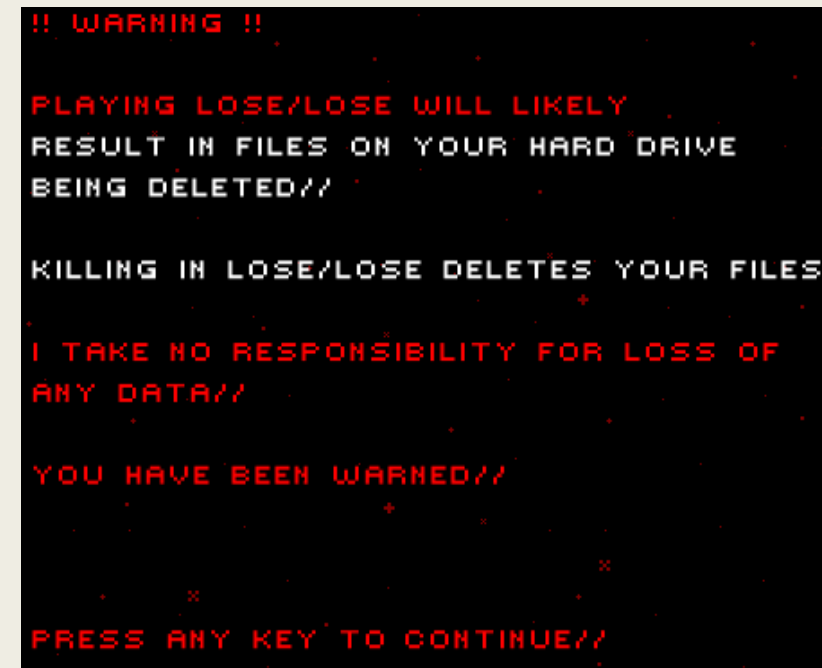 !! WARNING !!
PLAYING LOSE/LOSE WILL LIKELY
RESULT IN FILES ON YOUR HARD DRIVE
BEING DELETED//
KILLING IN LOSE/LOSE DELETES YOUR FILES
I TAKE NO RESPONSIBILITY FOR LOSS OF
ANY DATA//
YOU HAVE BEEN WARNED//
PRESS ANY KEY TO CONTINUE//